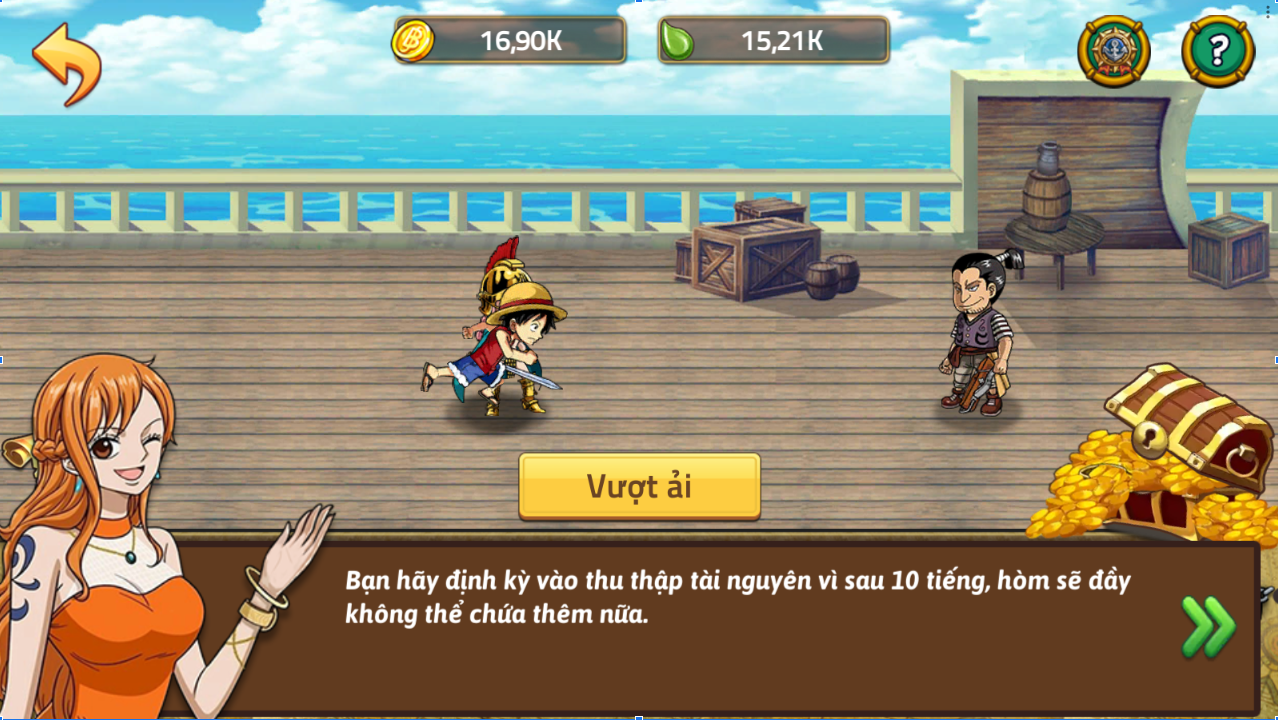 16,90K
15,21K
?
Vượt ải
Bạn hãy định kỳ vào thu thập tài nguyên vì sau 10 tiếng, hòm sẽ đầy
không thể chứa thêm nữa.